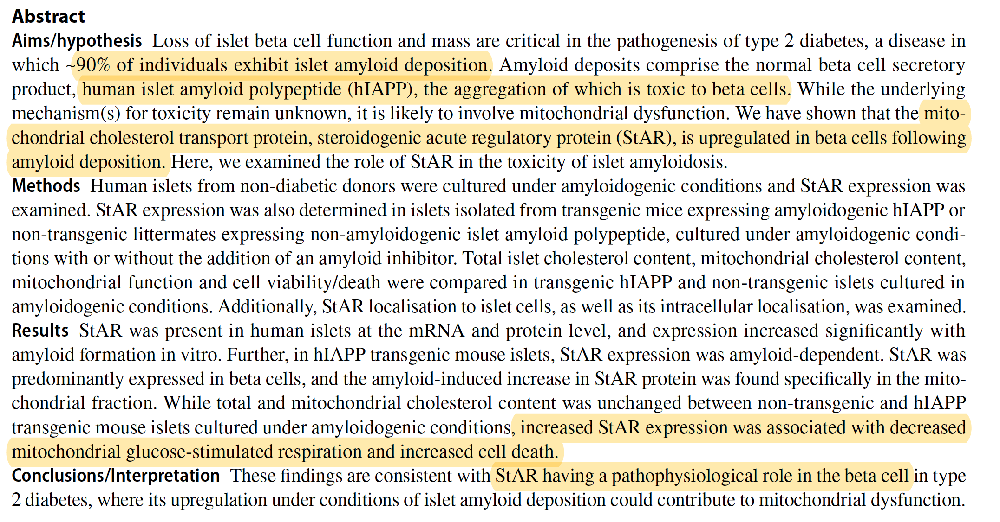 Abstract
Aims/hypothesis Loss of islet beta cell function and mass are critical in the pathogenesis of type 2 diabetes, a disease in
which ~90% of individuals exhibit islet amyloid deposition. Amyloid deposits comprise the normal beta cell secretory
product, human islet amyloid polypeptide (hIAPP), the aggregation of which is toxic to beta cells. While the underlying
mechanism(s) for toxicity remain unknown, it is likely to involve mitochondrial dysfunction. We have shown that the mito-
chondrial cholesterol transport protein, steroidogenic acute regulatory protein (StAR), is upregulated in beta cells following
amyloid deposition. Here, we examined the role of StAR in the toxicity of islet amyloidosis.
Methods Human islets from non-diabetic donors were cultured under amyloidogenic conditions and StAR expression was
examined. StAR expression was also determined in islets isolated from transgenic mice expressing amyloidogenic hIAPP or
non-transgenic littermates expressing non-amyloidogenic islet amyloid polypeptide, cultured under amyloidogenic condi-
tions with or without the addition of an amyloid inhibitor. Total islet cholesterol content, mitochondrial cholesterol content,
mitochondrial function and cell viability/death were compared in transgenic hIAPP and non-transgenic islets cultured in
amyloidogenic conditions. Additionally, StAR localisation to islet cells, as well as its intracellular localisation, was examined.
Results StAR was present in human islets at the mRNA and protein level, and expression increased significantly with
amyloid formation in vitro. Further, in hIAPP transgenic mouse islets, StAR expression was amyloid-dependent. StAR was
predominantly expressed in beta cells, and the amyloid-induced increase in StAR protein was found specifically in the mito-
chondrial fraction. While total and mitochondrial cholesterol content was unchanged between non-transgenic and hIAPP
transgenic mouse islets cultured under amyloidogenic conditions, increased StAR expression was associated with decreased
mitochondrial glucose-stimulated respiration and increased cell death.
Conclusions/Interpretation These findings are consistent with StAR having a pathophysiological role in the beta cell in type
2 diabetes, where its upregulation under conditions of islet amyloid deposition could contribute to mitochondrial dysfunction.